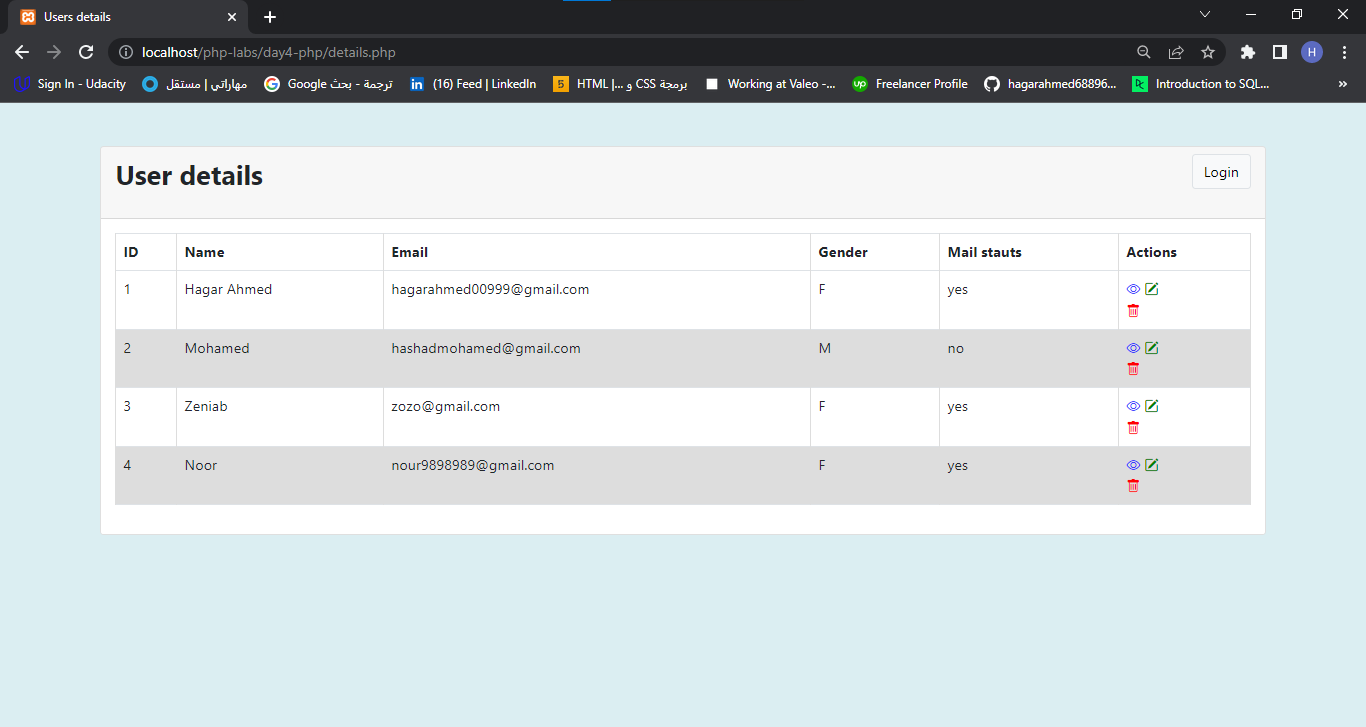 Users details
localhost/php-labs/day4-php/details.php
H
Sign In - Udacity
مهاراتي | مستقل
ترجمة - بحث Google
(16) Feed | LinkedIn
5 HTML |... برمجة CSS و
Working at Valeo -...
up Freelancer Profile
hagarahmed68896...
Introduction to SQL...
»
User details
Login
ID Name Email Gender Mail stauts Actions
1 Hagar Ahmed hagarahmed00999@gmail.com F yes
2 Mohamed hashadmohamed@gmail.com M no
3 Zeniab zozo@gmail.com F yes
4 Noor nour9898989@gmail.com F yes